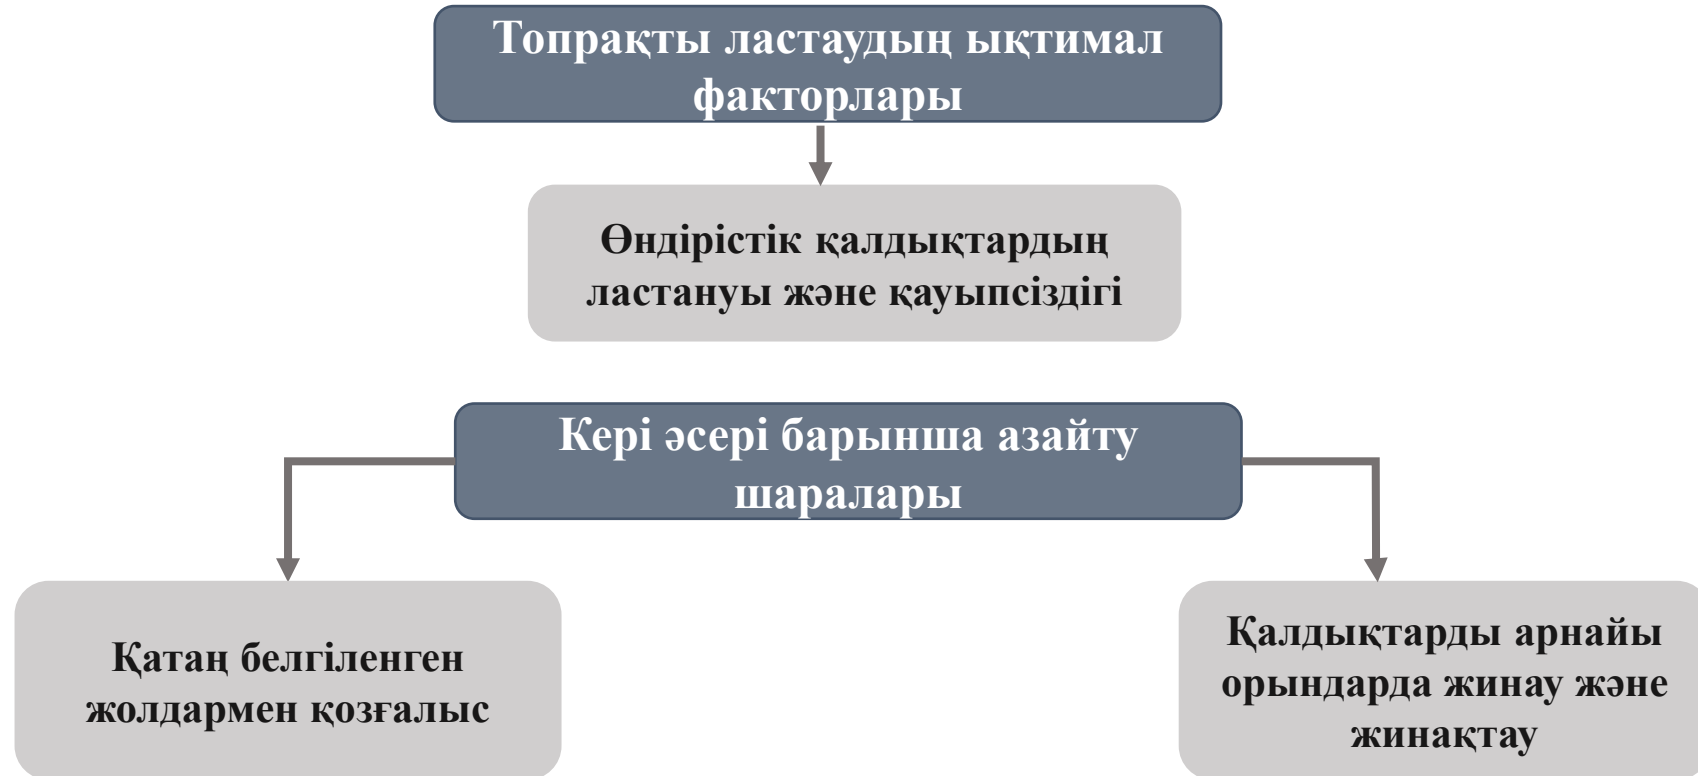 Топрақты ластаудың ықтимал
факторлары
Өндірістік қалдықтардың
ластануы және қауыпсіздігі
Кері әсері барынша азайту
шаралары
Қатаң белгіленген
жолдармен қозғалыс
Қалдықтарды арнайы
орындарда жинау және
жинақтау